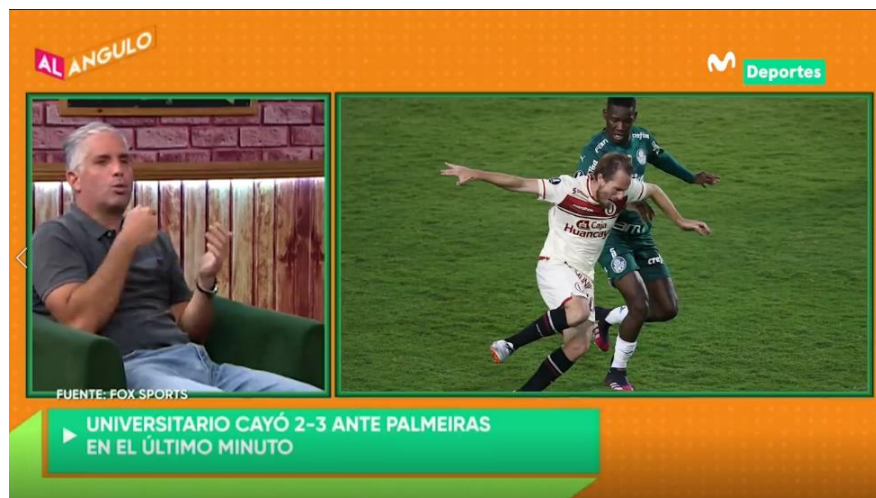 AL ANGULO
Deportes
Caja
Huancayo
FUENTE: FOX SPORTS
UNIVERSITARIO CAYÓ 2-3 ANTE PALMEIRAS
EN EL ÚLTIMO MINUTO